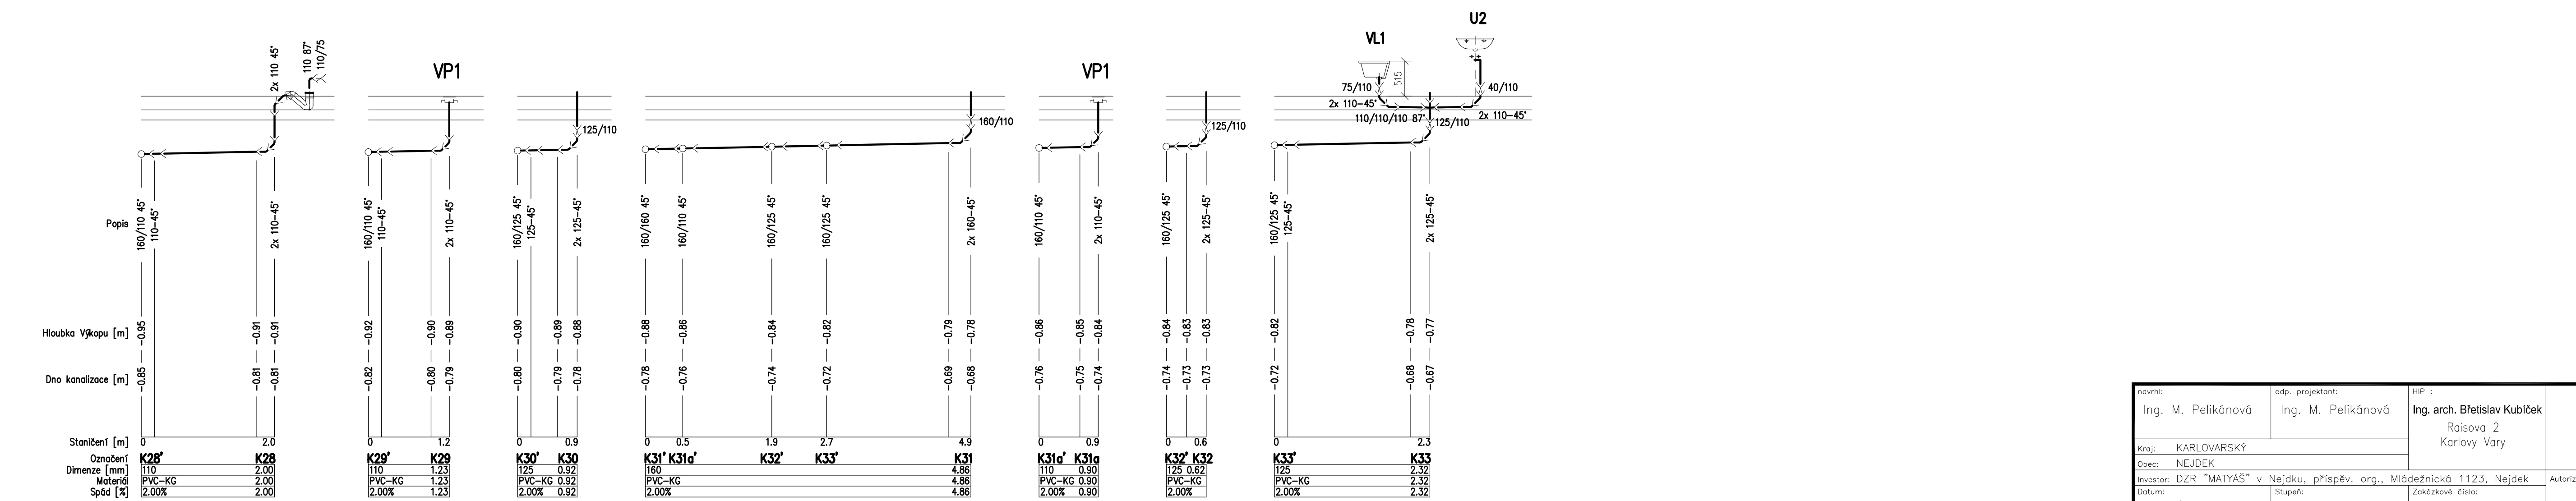 U2
VL1
VP1
VP1
2x 110 45°
110 87°
110/75
75/110
515
40/110
2x 110-45°
110/110/110 87°
125/110
2x 110-45°
125/110
160/110
125/110
Popis
160/110 45°
110-45°
2x 110-45°
160/110 45°
110-45°
2x 110-45°
160/125 45°
125-45°
2x 125-45°
160/160 45°
160/110 45°
160/125 45°
160/125 45°
2x 160-45°
160/110 45°
2x 110-45°
160/125 45°
2x 125-45°
160/125 45°
125-45°
2x 125-45°
Hloubka Výkopu [m] -0.95 -0.91 -0.91 -0.92 -0.90 -0.89 -0.90 -0.89 -0.88 -0.88 -0.86 -0.84 -0.82 -0.79 -0.78 -0.86 -0.85 -0.84 -0.84 -0.83 -0.83 -0.82 -0.78 -0.77
Dno kanalizace [m] -0.85 -0.81 -0.81 -0.82 -0.80 -0.79 -0.80 -0.79 -0.78 -0.78 -0.76 -0.74 -0.72 -0.69 -0.68 -0.76 -0.75 -0.74 -0.74 -0.73 -0.73 -0.72 -0.68 -0.67
Staničení [m] 0 2.0 0 1.2 0 0.9 0 0.5 1.9 2.7 4.9 0 0.9 0 0.6 0 2.3
Označení K28' K28 K29' K29 K30' K30 K31' K31a' K32' K33' K31 K31a' K31a K32' K32 K33' K33
Dimenze [mm] 110 2.00 110 1.23 125 0.92 160 4.86 110 0.90 125 0.62 125 2.32
Materiál PVC-KG 2.00 PVC-KG 1.23 PVC-KG 0.92 PVC-KG 4.86 PVC-KG 0.90 PVC-KG PVC-KG 2.32
Spád [%] 2.00% 2.00 2.00% 1.23 2.00% 0.92 2.00% 4.86 2.00% 0.90 2.00% 2.00% 2.32
navrhl:
Ing. M. Pelikánová
odp. projektant:
Ing. M. Pelikánová
HIP :
Ing. arch. Břetislav Kubíček
Raisova 2
Karlovy Vary
Kraj: KARLOVARSKÝ
Obec: NEJDEK
Investor: DZR "MATYÁŠ" v Nejdku, příspěv. org., Mládežnická 1123, Nejdek
Autoriz
Datum:
Stupeň:
Zakázkové číslo: